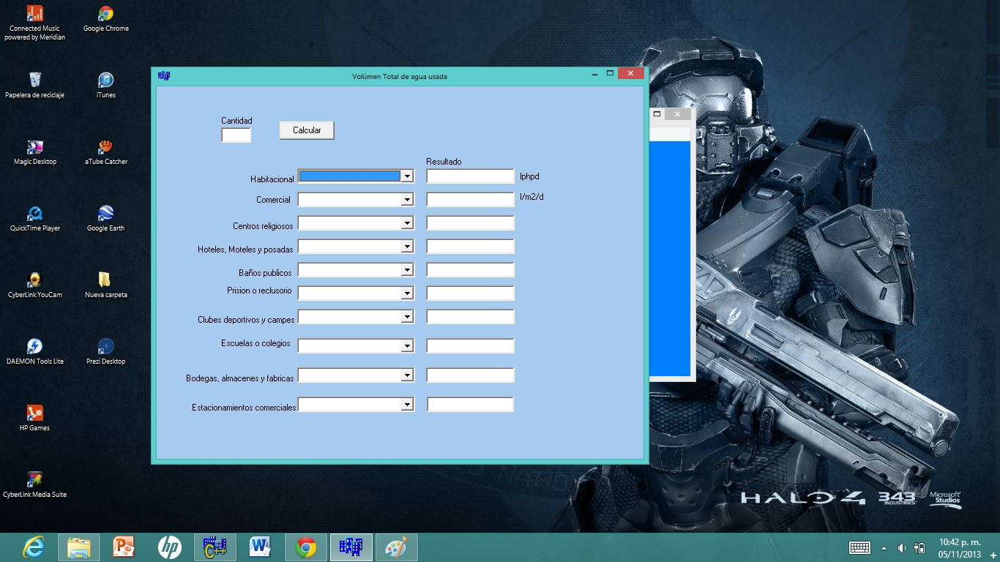 Connected Music
powered by Meridian
Google Chrome
Papelera de reciclaje
iTunes
Magic Desktop
aTube Catcher
QuickTime Player
Google Earth
CyberLink YouCam
Nueva carpeta
DAEMON Tools Lite
Prezi Desktop
HP Games
CyberLink Media Suite
Volúmen Total de agua usada
Cantidad
Calcular
Resultado
Habitacional
lphpd
Comercial
l/m2/d
Centros religiosos
Hoteles, Moteles y posadas
Baños publicos
Prision o reclusorio
Clubes deportivos y campes
Escuelas o colegios
Bodegas, almacenes y fabricas
Estacionamientos comerciales
HALO 4
343
INDUSTRIES
Microsoft
Studios
hp
C++
10:42 p. m.
05/11/2013